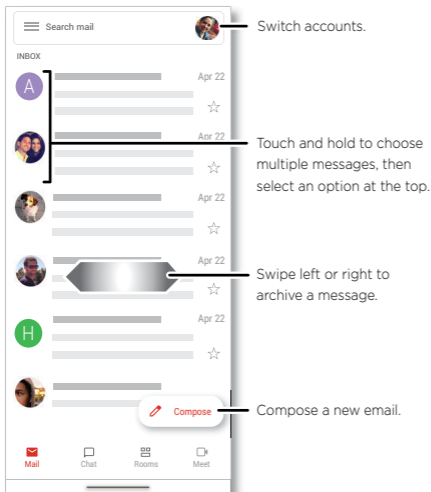 Search mail
Switch accounts.
INBOX
A
Apr 22
Apr 22
Touch and hold to choose
multiple messages, then
select an option at the top.
Apr 22
Apr 22
Swipe left or right to
archive a message.
H
Apr 22
Compose
Compose a new email.
Mail
Chat
Rooms
Meet